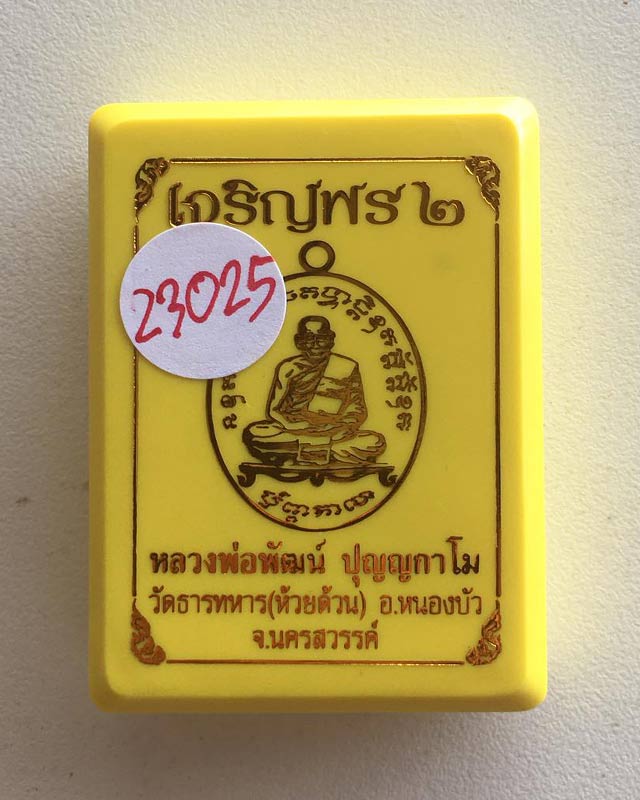 เจริญพร ๒
23025
หลวงพ่อพัฒน์ ปุญญกาโม
วัดธารทหาร(ห้วยด้วน) อ.หนองบัว
จ.นครสวรรค์